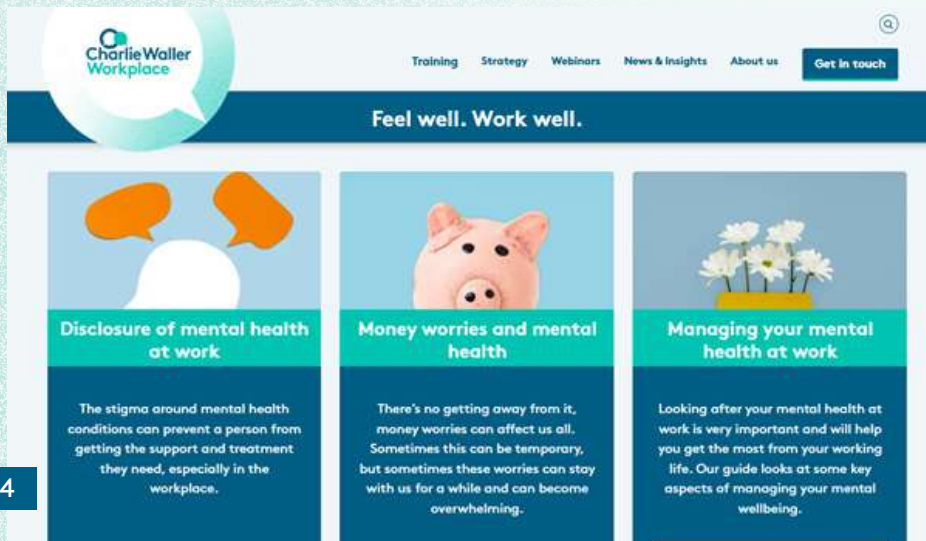 Charlie Waller
Workplace
Training Strategy Webinars News & Insights About us Get in touch
Feel well. Work well.
Disclosure of mental health
at work
The stigma around mental health
conditions can prevent a person from
getting the support and treatment
they need, especially in the
workplace.
Money worries and mental
health
There's no getting away from it,
money worries can affect us all.
Sometimes this can be temporary,
but sometimes these worries can stay
with us for a while and can become
overwhelming.
Managing your mental
health at work
Looking after your mental health at
work is very important and will help
you get the most from your working
life. Our guide looks at some key
aspects of managing your mental
wellbeing.
4